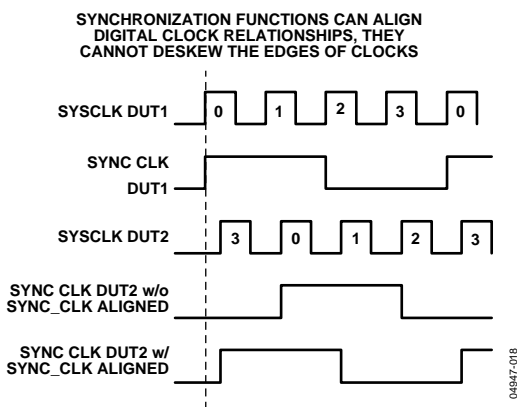 SYNCHRONIZATION FUNCTIONS CAN ALIGN
DIGITAL CLOCK RELATIONSHIPS, THEY
CANNOT DESKEW THE EDGES OF CLOCKS
SYSCLK DUT1
0 1 2 3 0
SYNC CLK
DUT1
SYSCLK DUT2
3 0 1 2 3
SYNC CLK DUT2 w/o
SYNC_CLK ALIGNED
SYNC CLK DUT2 w/
SYNC_CLK ALIGNED
04947-018